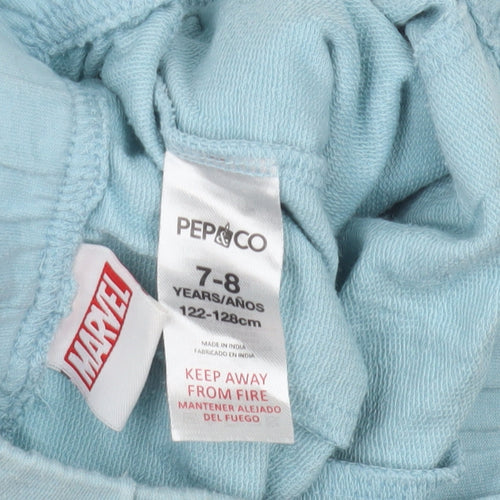 PEP&CO
7-8
YEARS/AÑOS
122-128cm
MADE IN INDIA
FABRICADO EN INDIA
KEEP AWAY
FROM FIRE
MANTENER ALEJADO
DEL FUEGO
MARVEL